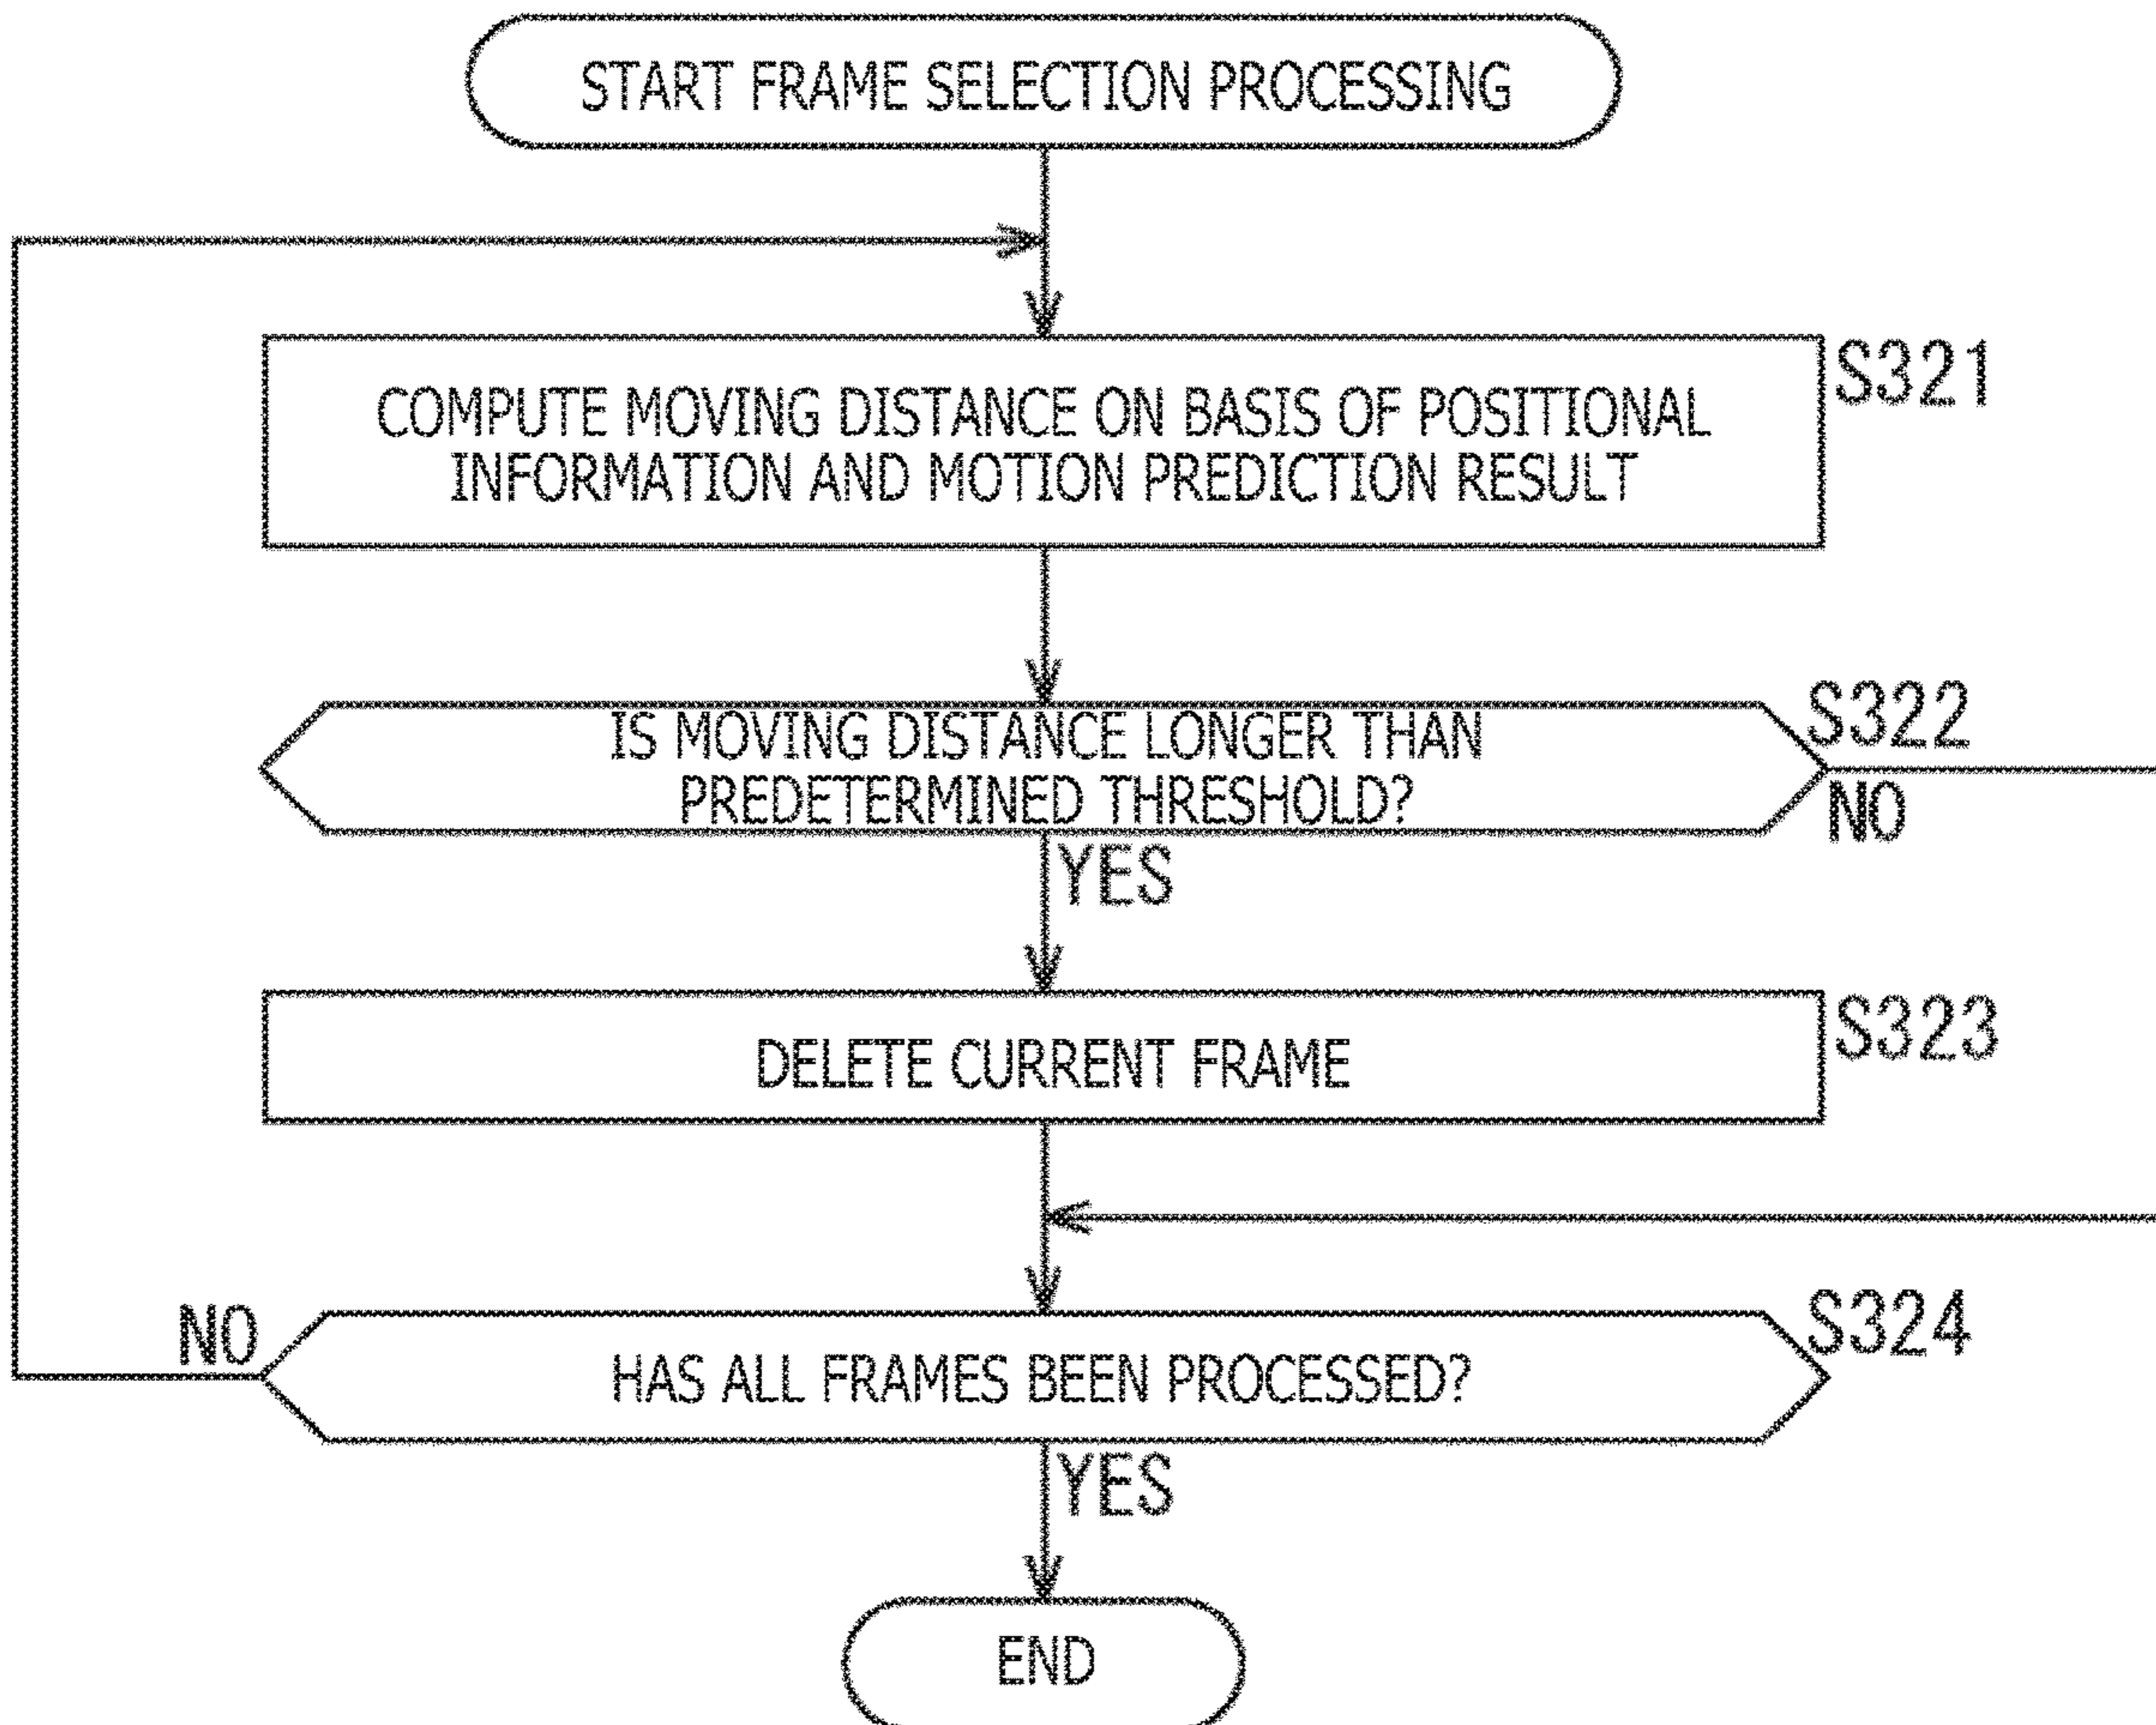 START FRAME SELECTION PROCESSING
S321
COMPUTE MOVING DISTANCE ON BASIS OF POSITIONAL
INFORMATION AND MOTION PREDICTION RESULT
S322
IS MOVING DISTANCE LONGER THAN
PREDETERMINED THRESHOLD?
NO
YES
S323
DELETE CURRENT FRAME
S324
NO
HAS ALL FRAMES BEEN PROCESSED?
YES
END